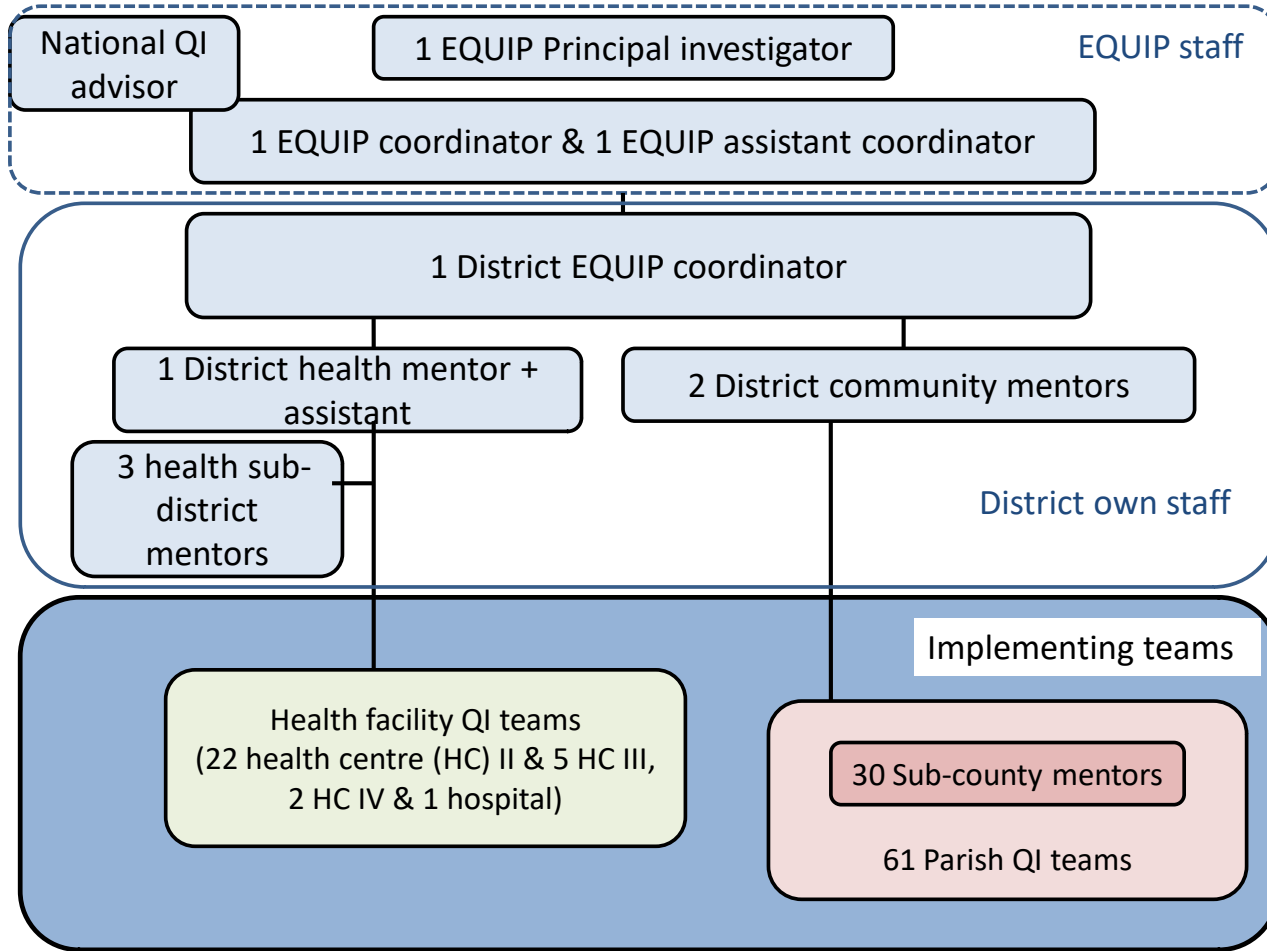 National QI
advisor
1 EQUIP Principal investigator
EQUIP staff
1 EQUIP coordinator & 1 EQUIP assistant coordinator
1 District EQUIP coordinator
1 District health mentor +
assistant
2 District community mentors
3 health sub-
district
mentors
District own staff
Implementing teams
Health facility QI teams
(22 health centre (HC) II & 5 HC III,
2 HC IV & 1 hospital)
30 Sub-county mentors
61 Parish QI teams